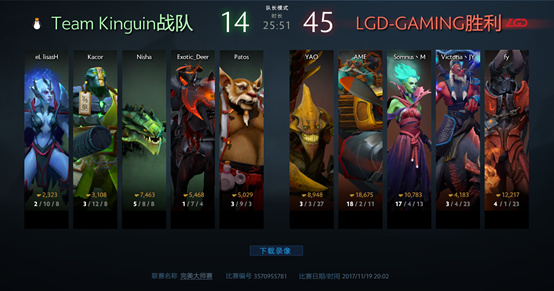 Team Kinguin战队
14
队长模式
时长
25:51
45
LGD-GAMING胜利
LGD
eL lisasH
Kacor
Nisha
Exotic_Deer
Patos
YAO
AME
Somnus丶M
Victoria丶JY
fy
2,323
3,108
7,463
5,468
5,029
8,948
18,675
10,783
4,183
12,217
2 / 10 / 8
3 / 12 / 8
5 / 8 / 8
1 / 7 / 4
3 / 9 / 3
3 / 3 / 27
18 / 2 / 11
17 / 4 / 13
3 / 4 / 23
4 / 1 / 23
下载录像
联赛名称 完美大师赛 比赛编号 3570955781 比赛日期/时间 2017/11/19 20:02